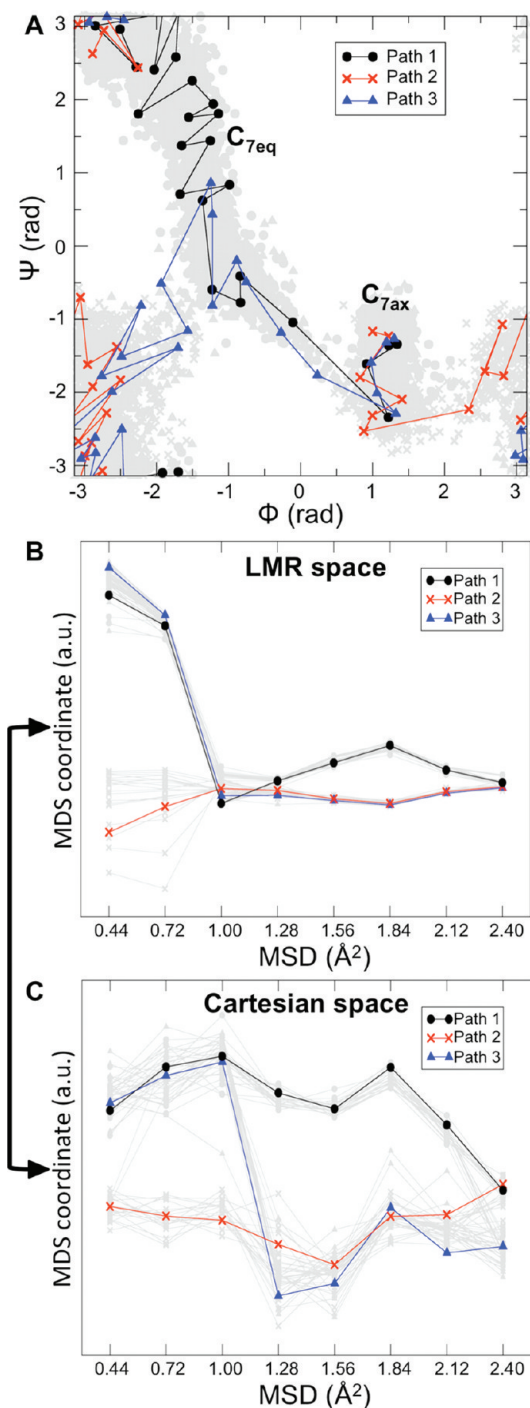 A
3
2
1
0
-1
-2
-3
Ψ (rad)
Path 1
Path 2
Path 3
C7eq
C7ax
-3
-2
-1
0
1
2
3
Φ (rad)
B
LMR space
Path 1
Path 2
Path 3
MDS coordinate (a.u.)
0.44 0.72 1.00 1.28 1.56 1.84 2.12 2.40
MSD (Å²)
C
Cartesian space
Path 1
Path 2
Path 3
MDS coordinate (a.u.)
0.44 0.72 1.00 1.28 1.56 1.84 2.12 2.40
MSD (Å²)